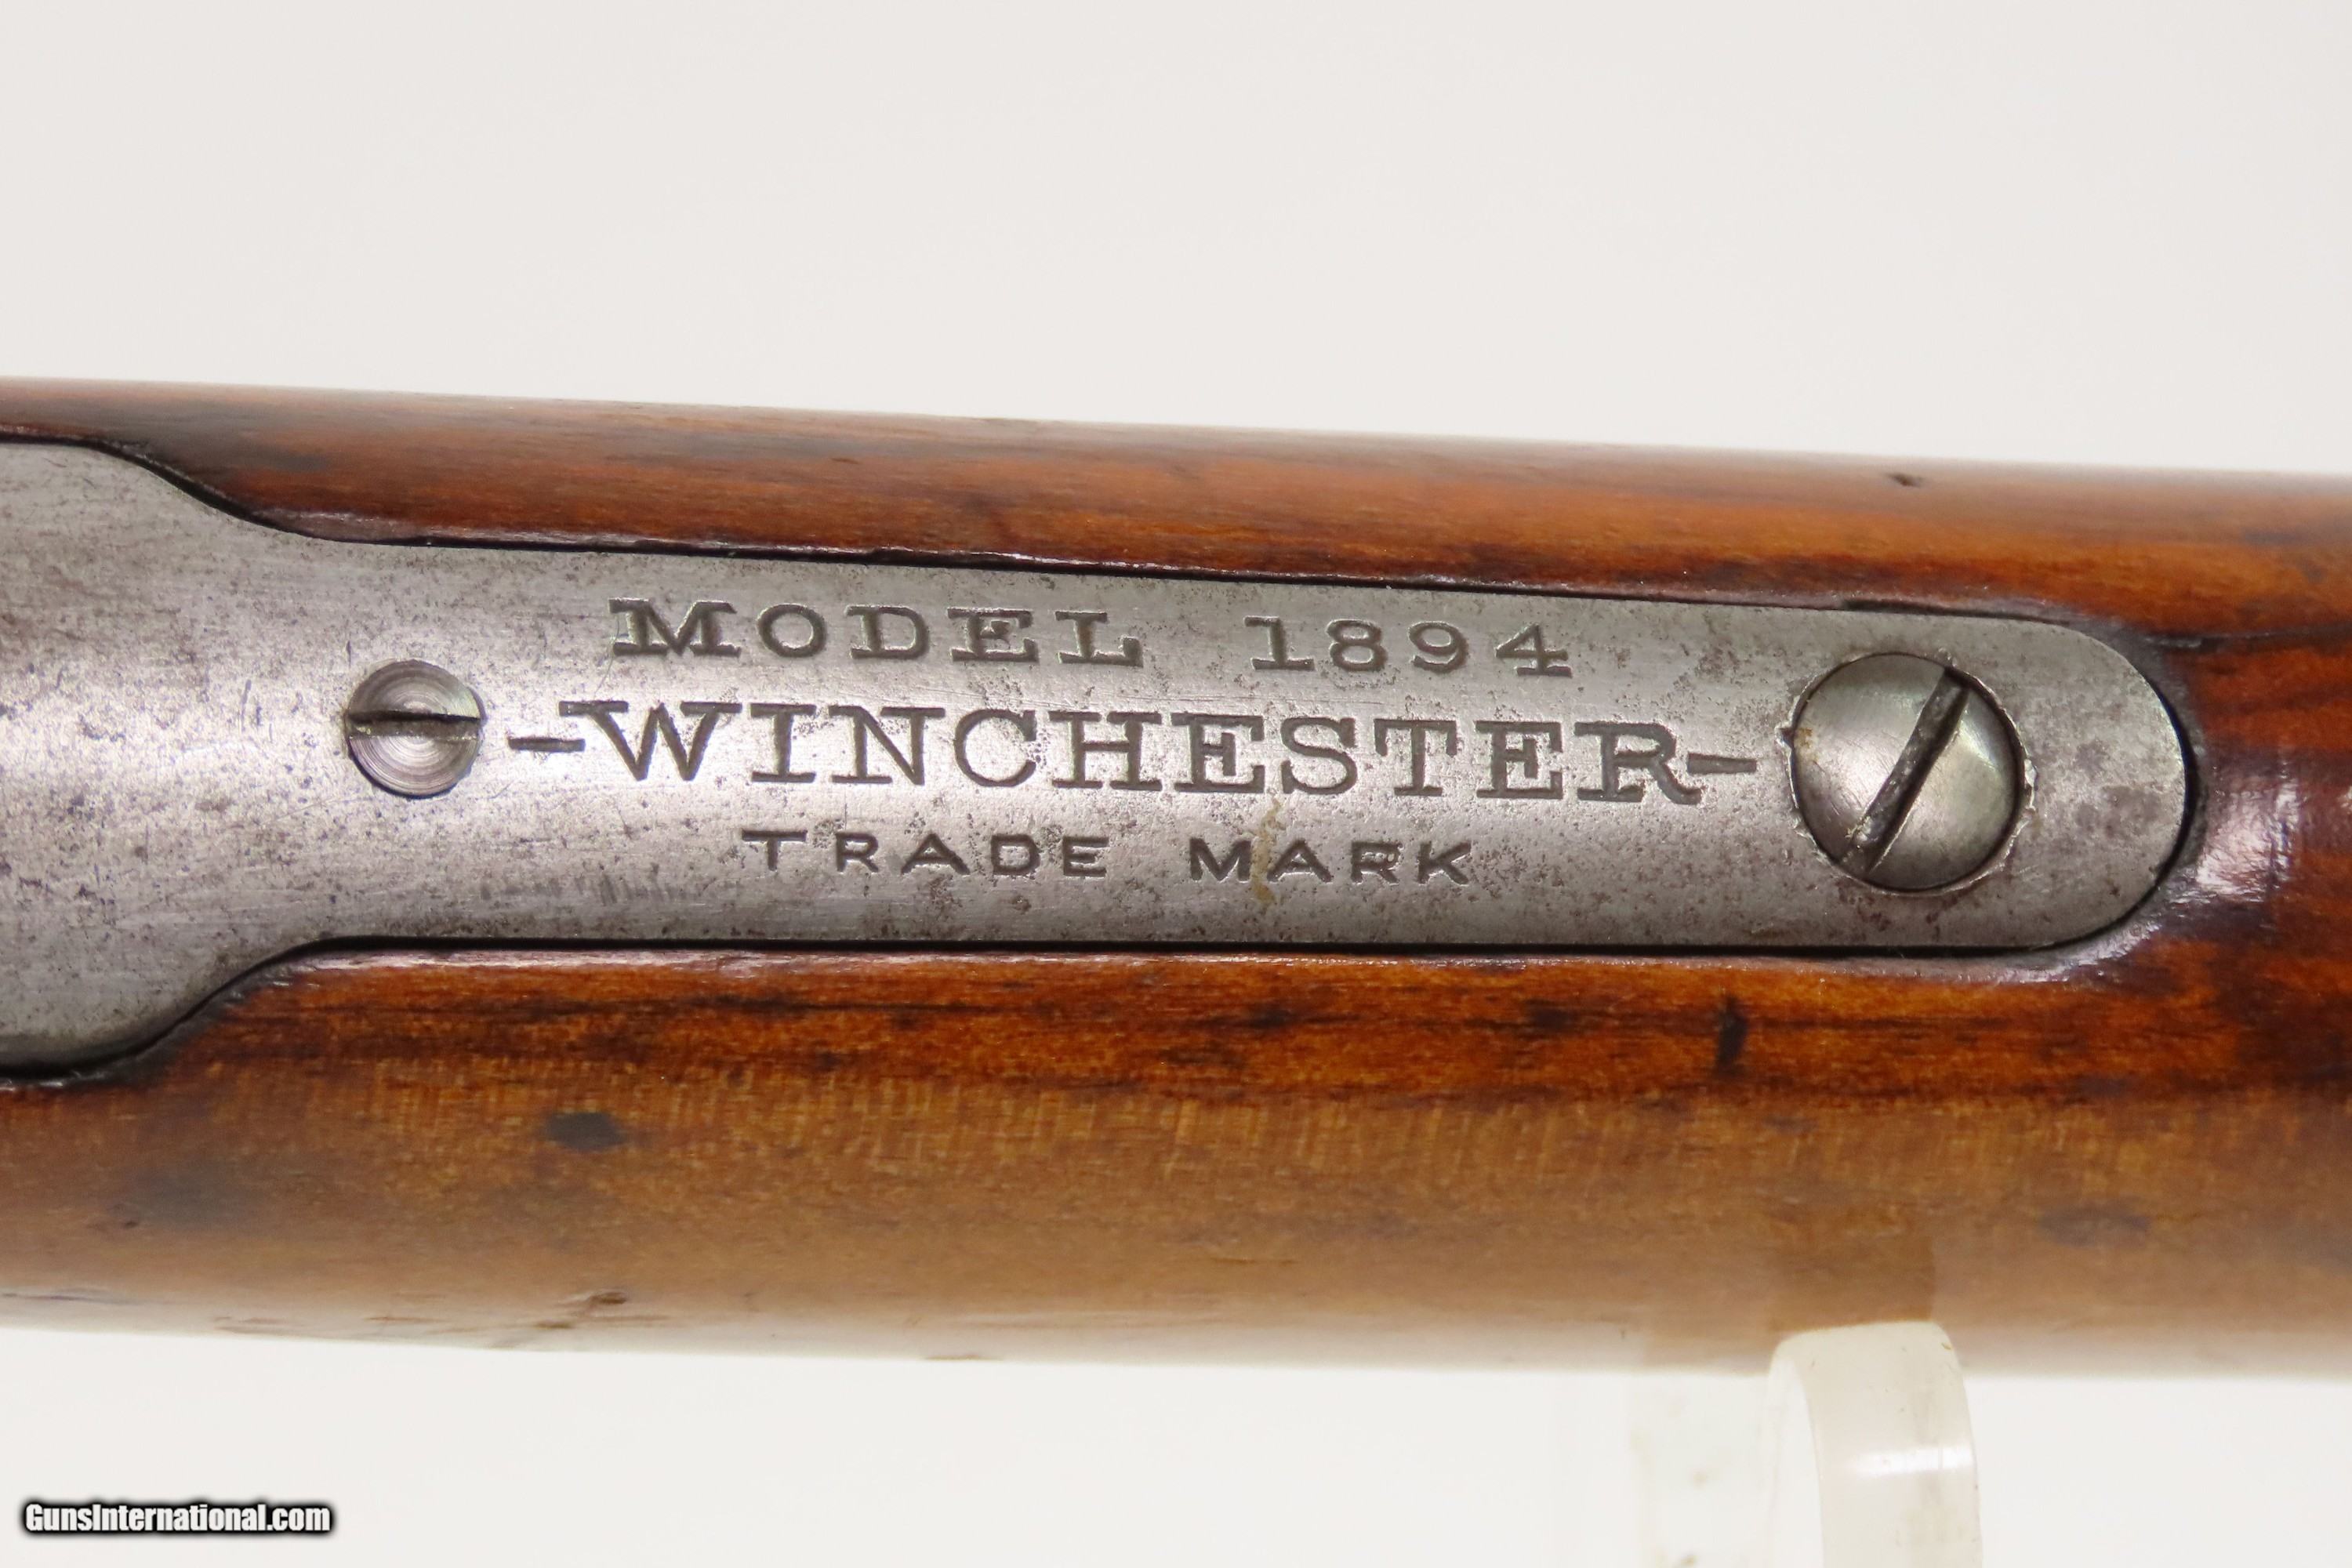 MODEL 1894
-WINCHESTER-
TRADE MARK
GunsInternational.com